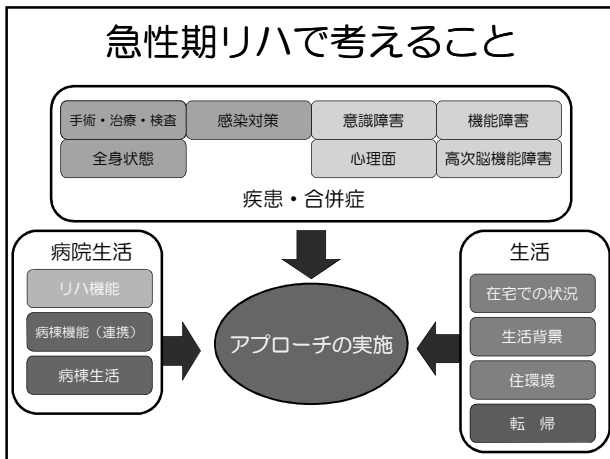 急性期リハで考えること
手術・治療・検査
感染対策
意識障害
機能障害
全身状態
心理面
高次脳機能障害
疾患・合併症
病院生活
リハ機能
病棟機能（連携）
病棟生活
アプローチの実施
生活
在宅での状況
生活背景
住環境
転　帰